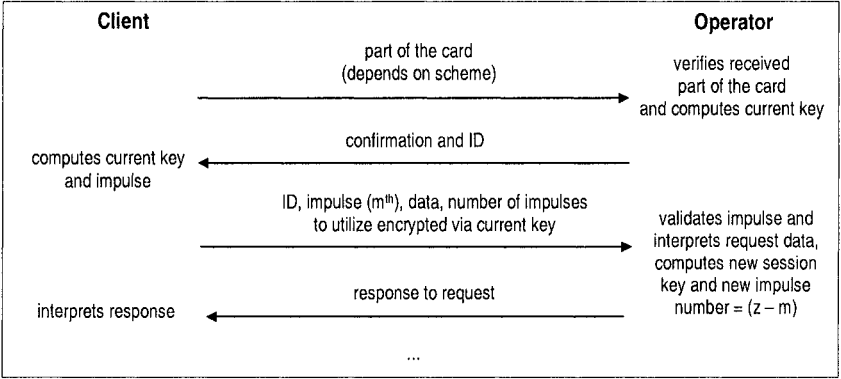 Client
Operator
part of the card
(depends on scheme)
verifies received
part of the card
and computes current key
confirmation and ID
computes current key
and impulse
ID, impulse (mᵗʰ), data, number of impulses
to utilize encrypted via current key
validates impulse and
interprets request data,
computes new session
key and new impulse
number = (z – m)
response to request
interprets response
...